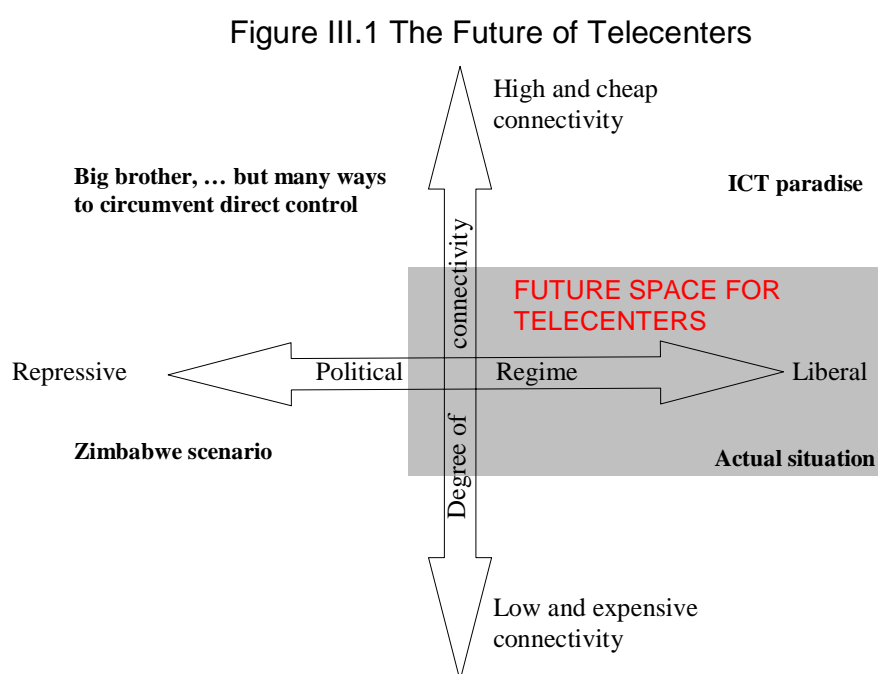 Figure III.1 The Future of Telecenters
High and cheap
connectivity
Big brother, … but many ways
to circumvent direct control
ICT paradise
FUTURE SPACE FOR
TELECENTERS
Repressive
Political
Regime
Liberal
Degree of connectivity
Zimbabwe scenario
Actual situation
Low and expensive
connectivity